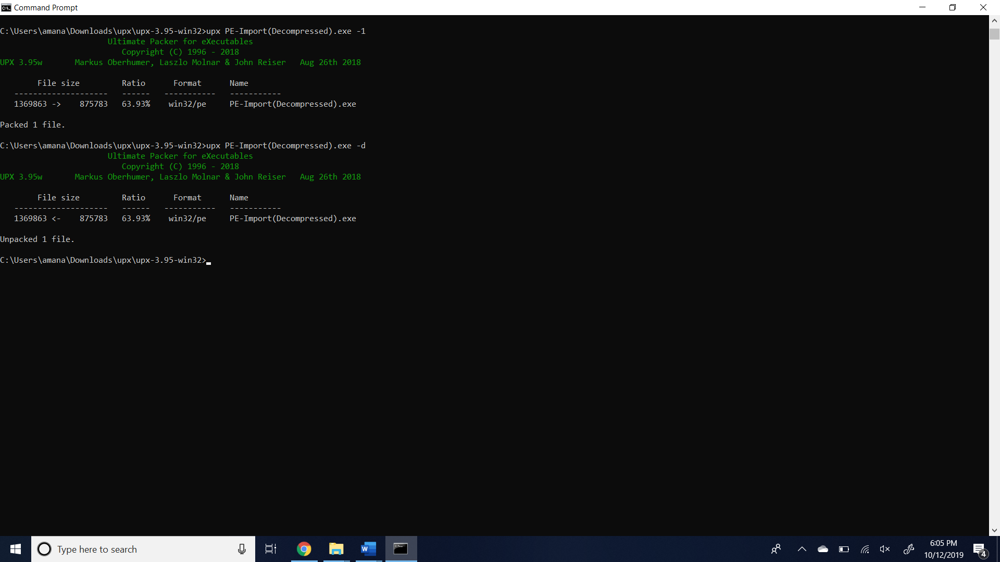 Command Prompt
C:\Users\amana\Downloads\upx\upx-3.95-win32>upx PE-Import(Decompressed).exe -1
Ultimate Packer for eXecutables
Copyright (C) 1996 - 2018
UPX 3.95w       Markus Oberhumer, Laszlo Molnar & John Reiser   Aug 26th 2018
File size         Ratio      Format      Name
--------------------   ------   -----------   -----------
1369863 ->    875783   63.93%    win32/pe     PE-Import(Decompressed).exe
Packed 1 file.
C:\Users\amana\Downloads\upx\upx-3.95-win32>upx PE-Import(Decompressed).exe -d
Ultimate Packer for eXecutables
Copyright (C) 1996 - 2018
UPX 3.95w       Markus Oberhumer, Laszlo Molnar & John Reiser   Aug 26th 2018
File size         Ratio      Format      Name
--------------------   ------   -----------   -----------
1369863 <-    875783   63.93%    win32/pe     PE-Import(Decompressed).exe
Unpacked 1 file.
C:\Users\amana\Downloads\upx\upx-3.95-win32>
Type here to search
6:05 PM
10/12/2019
4